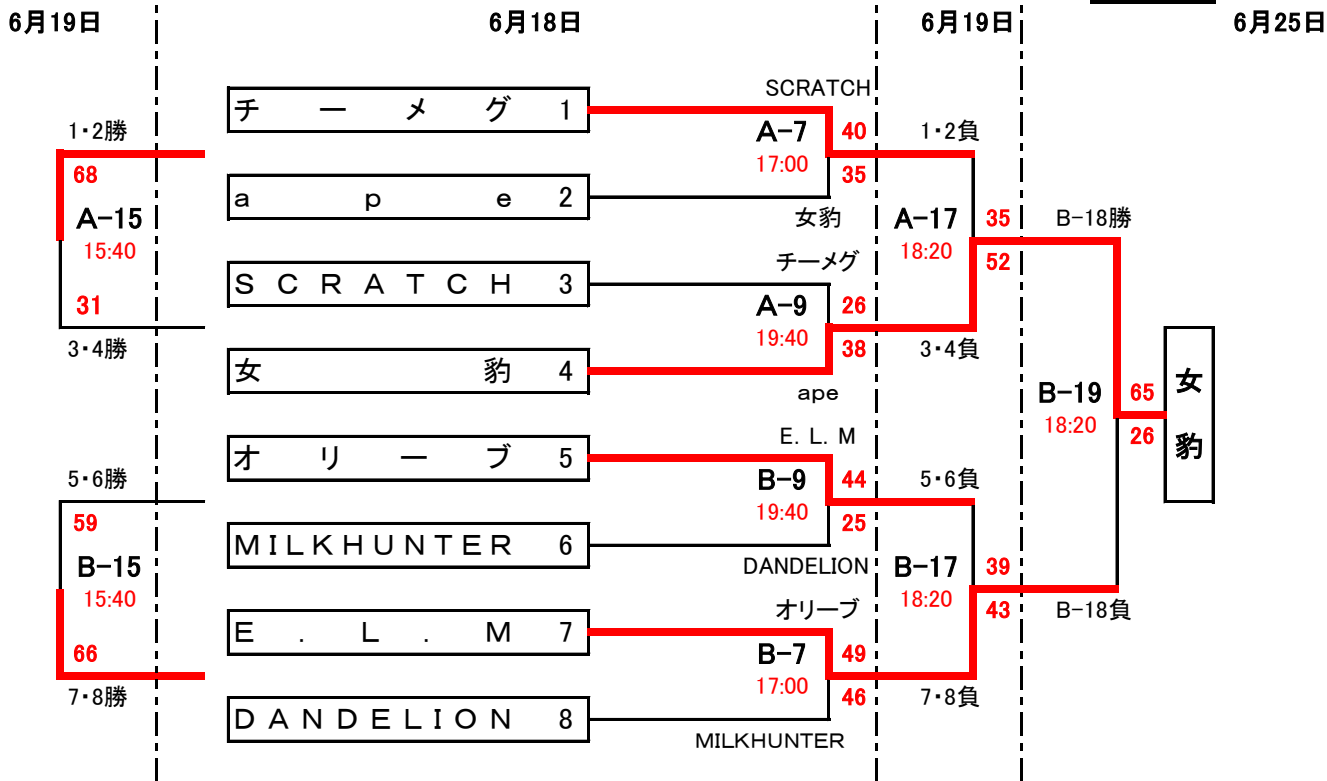 6月19日 6月18日 6月19日 6月25日
SCRATCH
チーメグ 1
1・2勝 A-7 40 1・2負
17:00
68 35
ape 2
A-15 女豹 A-17 35 B-18勝
15:40 チーメグ 18:20
52
SCRATCH 3
31 A-9 26
19:40
3・4勝 38 3・4負
女豹 4
ape B-19 65 女豹
18:20
E. L. M 26
オリーブ 5
5・6勝 B-9 44 5・6負
19:40
59 25
MILKHUNTER 6
B-15 DANDELION B-17 39
15:40 18:20
オリーブ 43 B-18負
E.L.M 7
66 B-7 49
17:00
7・8勝 46 7・8負
DANDELION 8
MILKHUNTER